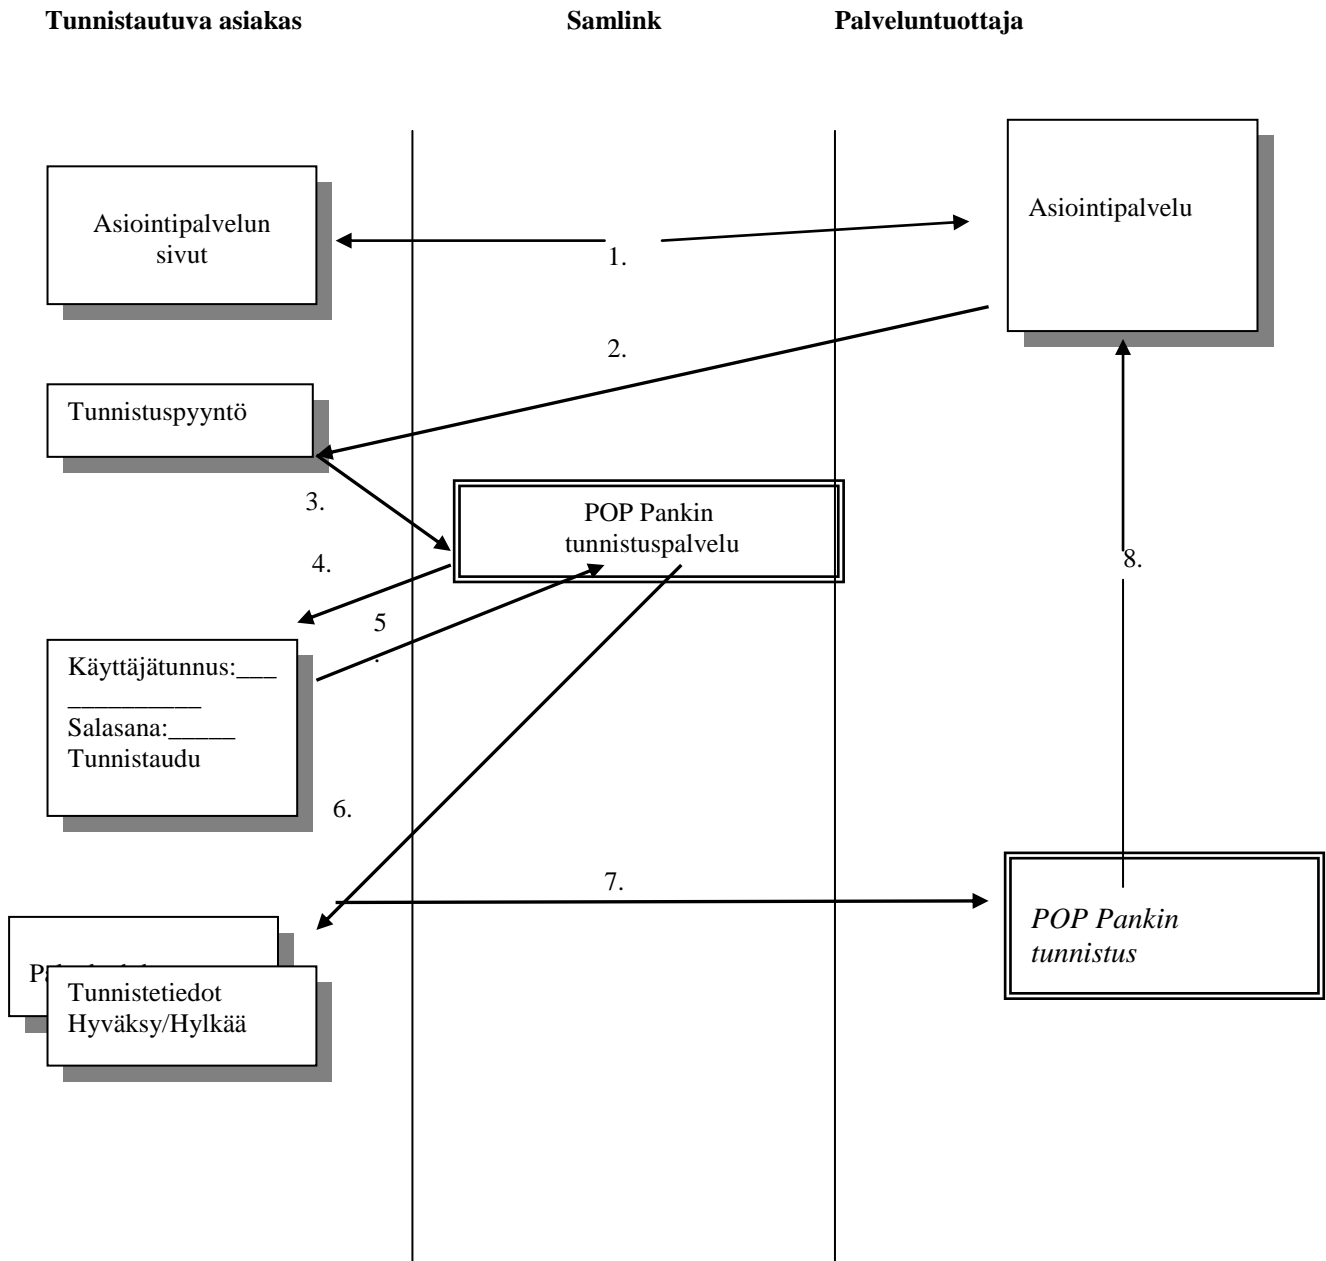 Tunnistautuva asiakas
Samlink
Palveluntuottaja
Asiointipalvelun
sivut
Asiointipalvelu
1.
2.
Tunnistuspyyntö
3.
POP Pankin
tunnistuspalvelu
4.
8.
5
.
Käyttäjätunnus:___
__________
Salasana:_____
Tunnistaudu
6.
7.
POP Pankin
tunnistus
Tunnistetiedot
Hyväksy/Hylkää